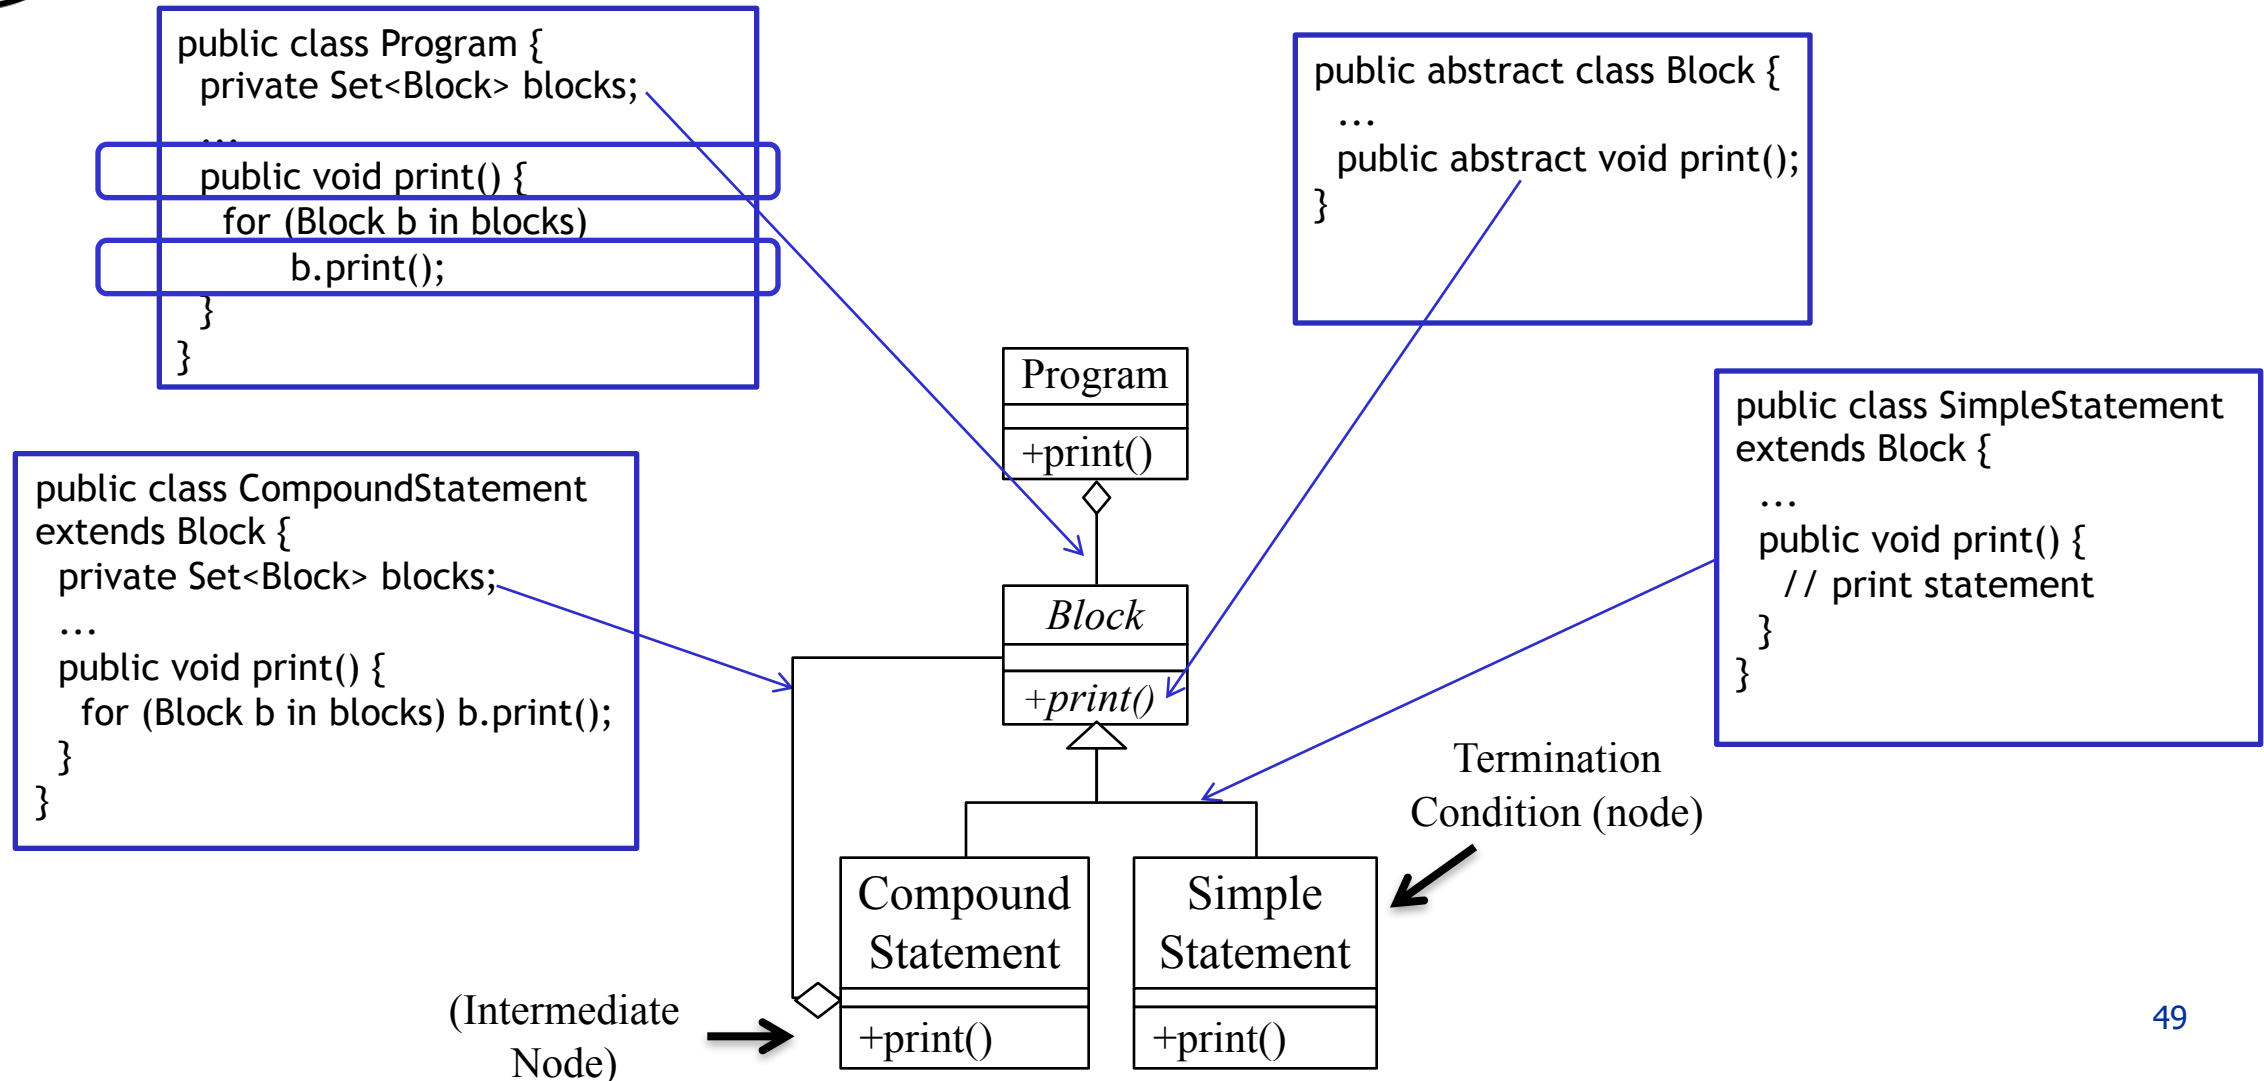 public class Program {
private Set<Block> blocks;
...
public void print() {
for (Block b in blocks)
b.print();
}
}
public abstract class Block {
...
public abstract void print();
}
Program
+print()
public class SimpleStatement
extends Block {
...
public void print() {
// print statement
}
}
public class CompoundStatement
extends Block {
private Set<Block> blocks;
...
public void print() {
for (Block b in blocks) b.print();
}
}
Block
+print()
Termination
Condition (node)
Compound
Statement
+print()
Simple
Statement
+print()
(Intermediate
Node)
49